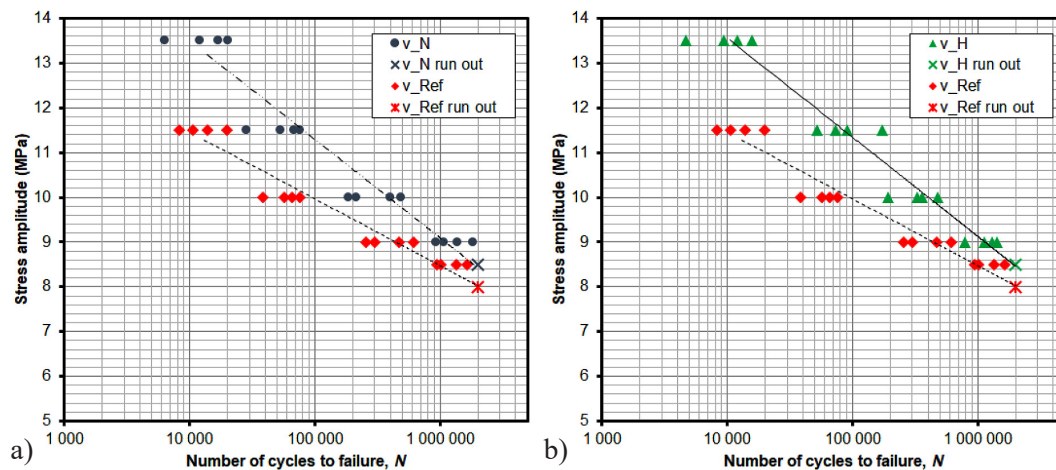 14
13
12
11
10
9
8
7
6
5
Stress amplitude (MPa)
v_N
v_N run out
v_Ref
v_Ref run out
1 000
10 000
100 000
1 000 000
Number of cycles to failure, N
a)
14
13
12
11
10
9
8
7
6
5
Stress amplitude (MPa)
v_H
v_H run out
v_Ref
v_Ref run out
1 000
10 000
100 000
1 000 000
Number of cycles to failure, N
b)